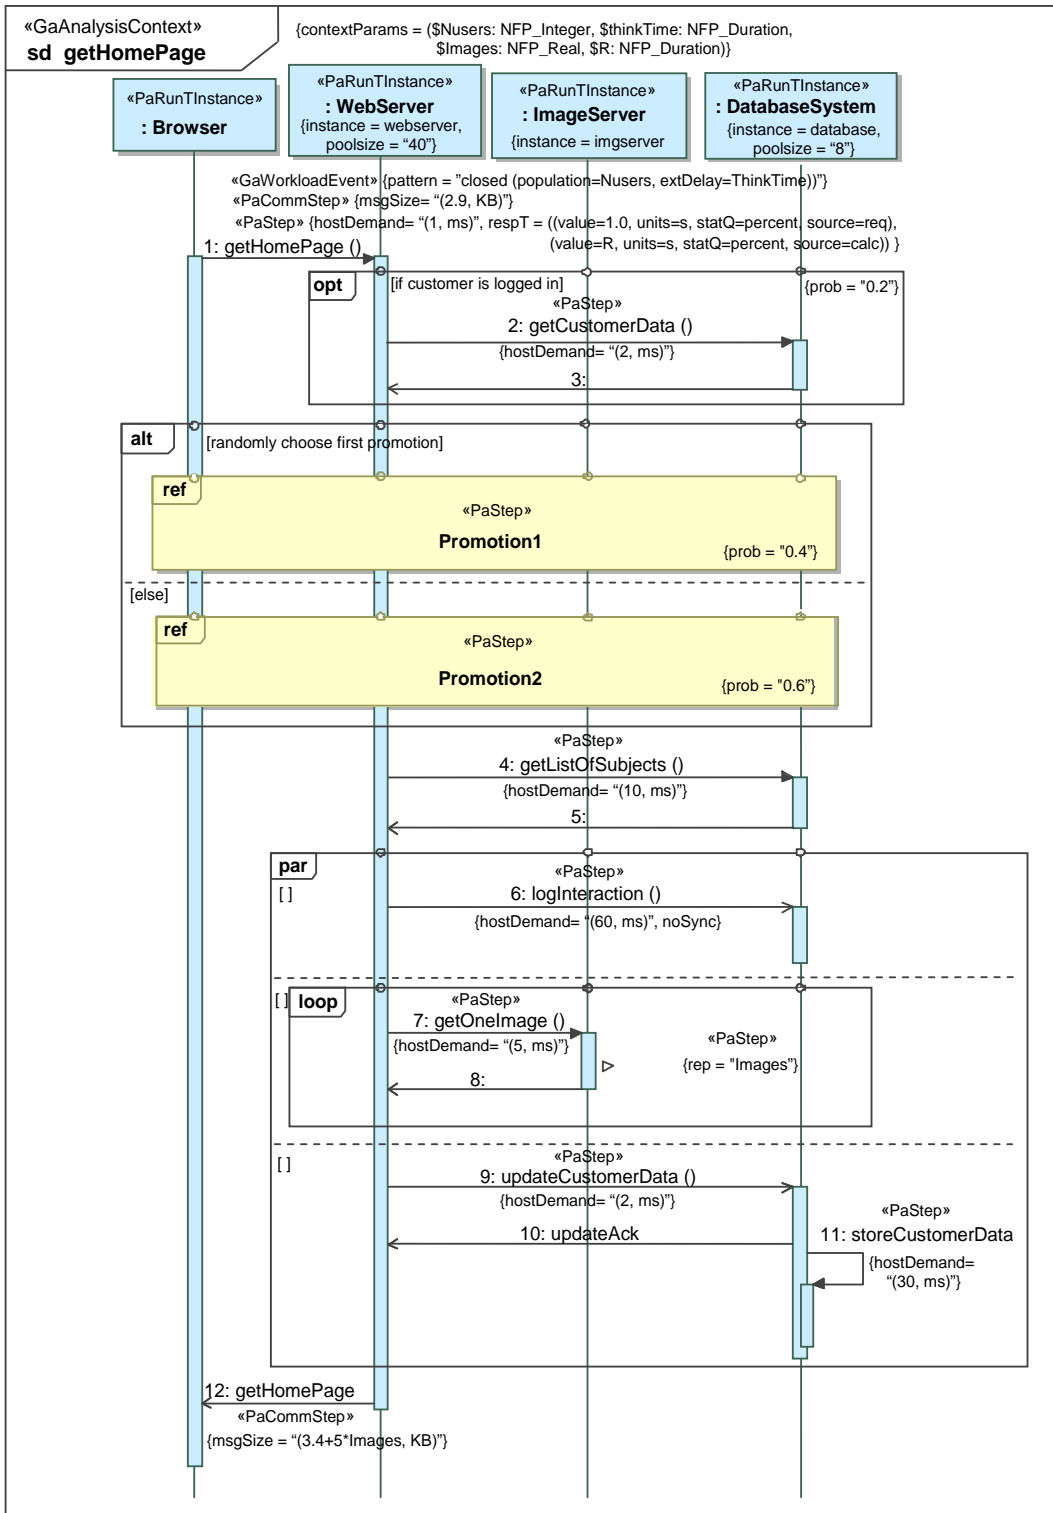 «GaAnalysisContext»
sd getHomePage
{contextParams = ($Nusers: NFP_Integer, $thinkTime: NFP_Duration,
$Images: NFP_Real, $R: NFP_Duration)}
«PaRunTInstance»
: Browser
«PaRunTInstance»
: WebServer
{instance = webserver,
poolsize = “40”}
«PaRunTInstance»
: ImageServer
{instance = imgserver
«PaRunTInstance»
: DatabaseSystem
{instance = database,
poolsize = “8”}
«GaWorkloadEvent» {pattern = ”closed (population=Nusers, extDelay=ThinkTime))”}
«PaCommStep» {msgSize= “(2.9, KB)”}
«PaStep» {hostDemand= “(1, ms)”, respT = ((value=1.0, units=s, statQ=percent, source=req),
(value=R, units=s, statQ=percent, source=calc)) }
1: getHomePage ()
opt
[if customer is logged in]
{prob = "0.2”}
«PaStep»
2: getCustomerData ()
{hostDemand= “(2, ms)”}
3:
alt
[randomly choose first promotion]
ref
«PaStep»
Promotion1
{prob = "0.4”}
[else]
ref
«PaStep»
Promotion2
{prob = "0.6”}
«PaStep»
4: getListOfSubjects ()
{hostDemand= “(10, ms)”}
5:
par
[ ]
«PaStep»
6: logInteraction ()
{hostDemand= “(60, ms)”, noSync}
[ ]
loop
«PaStep»
7: getOneImage ()
{hostDemand= “(5, ms)”}
«PaStep»
{rep = "Images”}
8:
[ ]
«PaStep»
9: updateCustomerData ()
{hostDemand= “(2, ms)”}
10: updateAck
«PaStep»
11: storeCustomerData
{hostDemand=
“(30, ms)”}
12: getHomePage
«PaCommStep»
{msgSize = “(3.4+5*Images, KB)”}